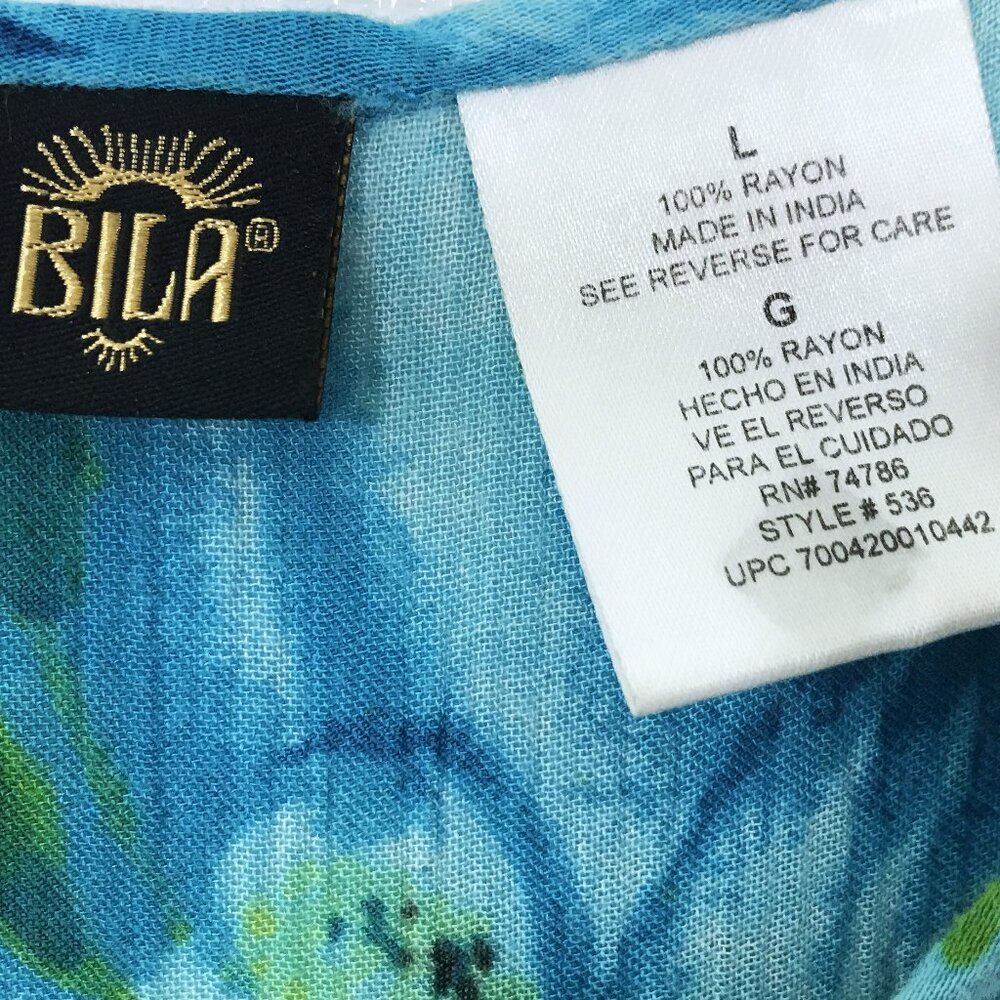 BILA®
L
100% RAYON
MADE IN INDIA
SEE REVERSE FOR CARE
G
100% RAYON
HECHO EN INDIA
VE EL REVERSO
PARA EL CUIDADO
RN# 74786
STYLE # 536
UPC 700420010442